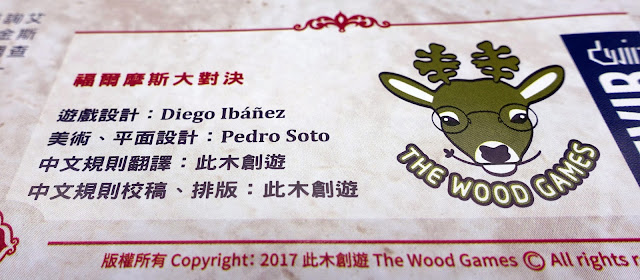 福爾摩斯大對決
遊戲設計：Diego Ibáñez
美術、平面設計：Pedro Soto
中文規則翻譯：此木創遊
中文規則校稿、排版：此木創遊
THE WOOD GAMES
版權所有 Copyright: 2017 此木創遊 The Wood Games © All rights